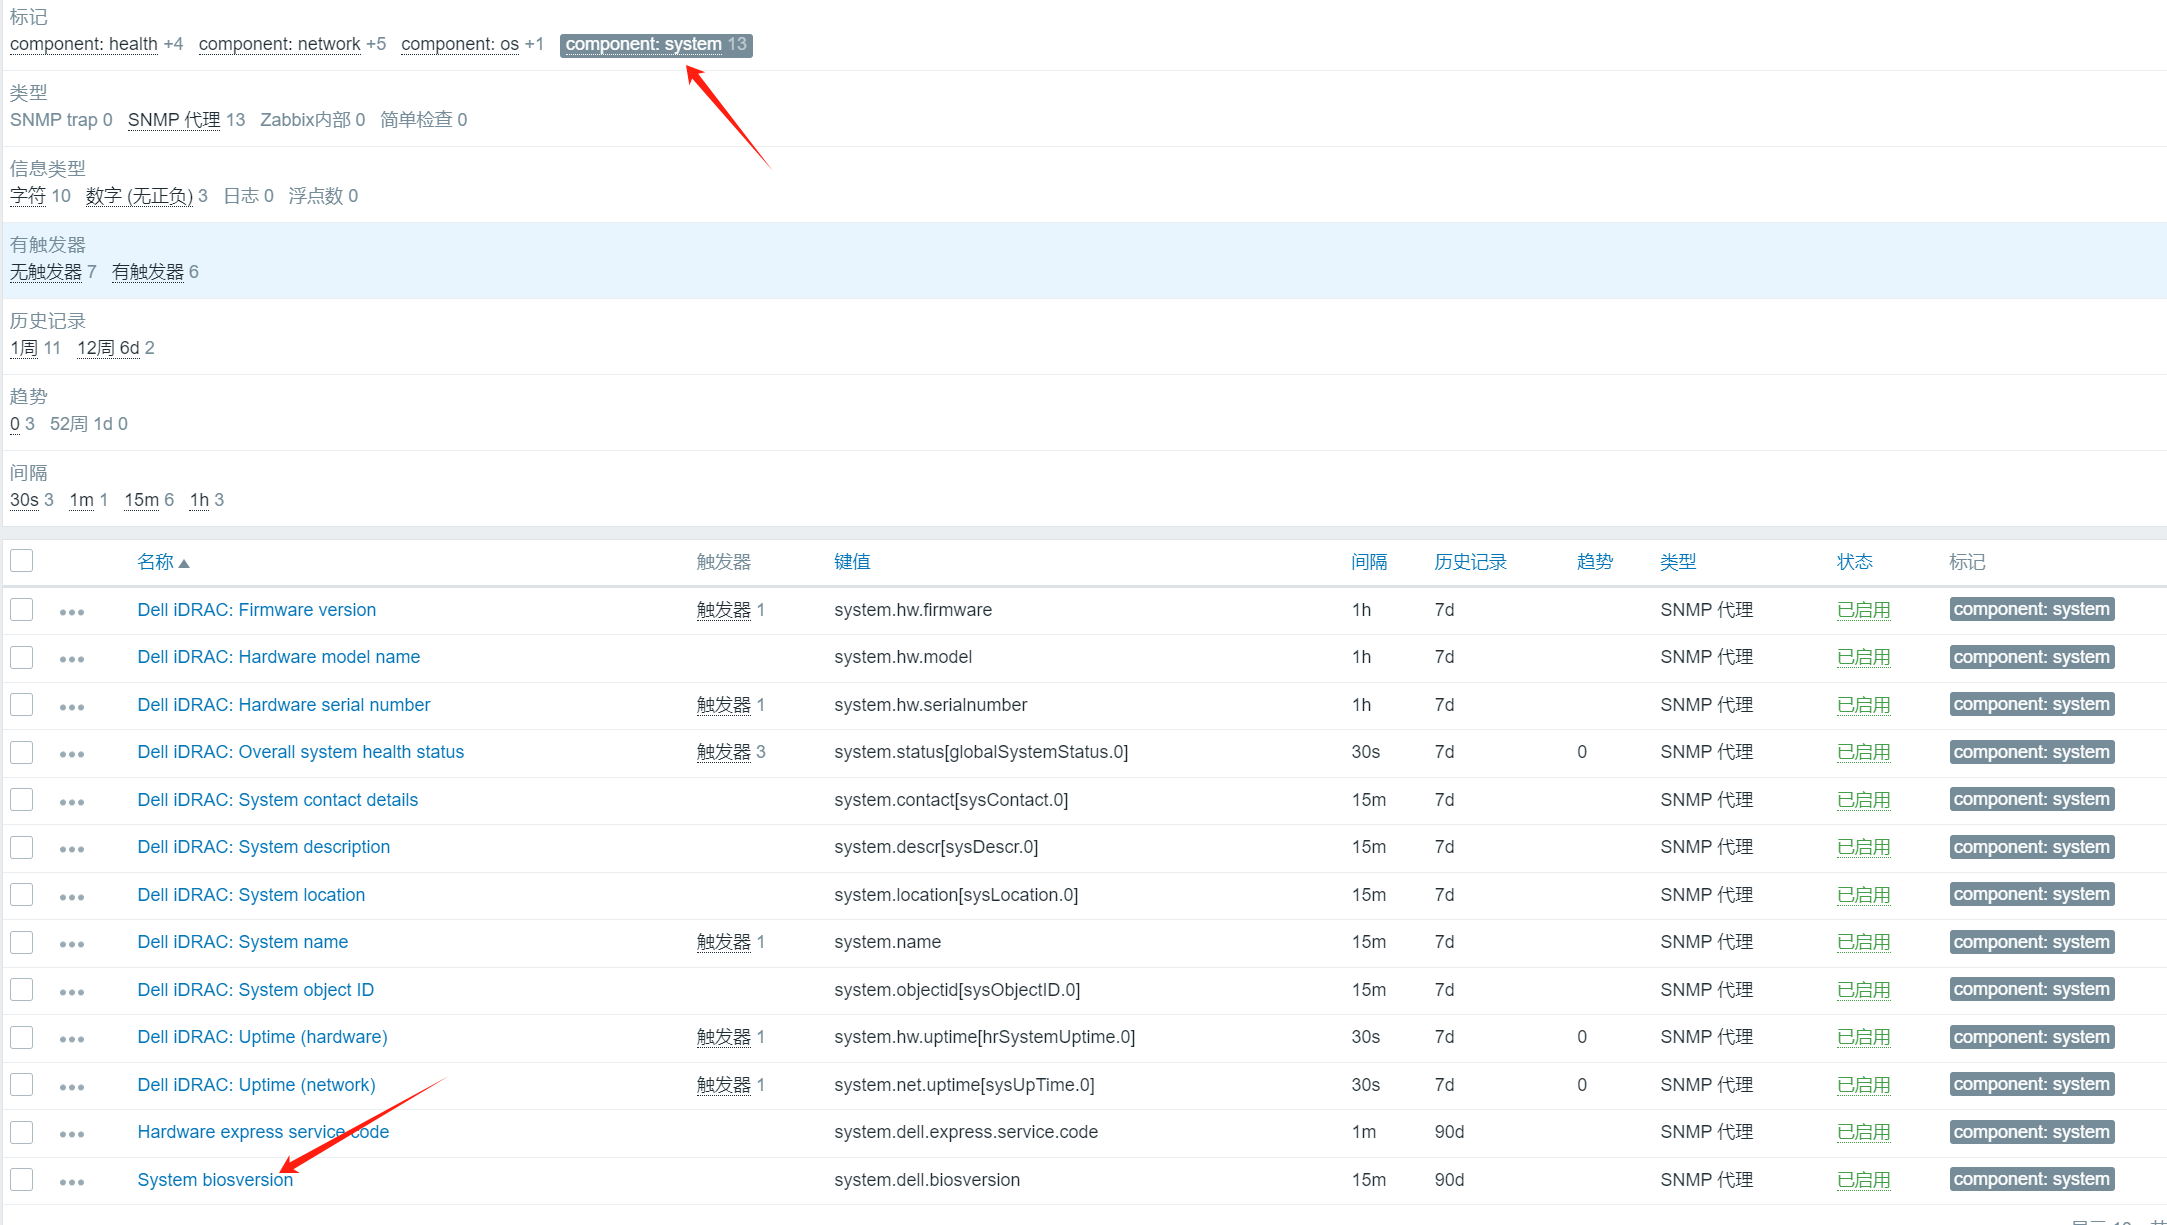 标记
component: health +4 component: network +5 component: os +1 component: system 13
类型
SNMP trap 0 SNMP 代理 13 Zabbix内部 0 简单检查 0
信息类型
字符 10 数字 (无正负) 3 日志 0 浮点数 0
有触发器
无触发器 7 有触发器 6
历史记录
1周 11 12周 6d 2
趋势
0 3 52周 1d 0
间隔
30s 3 1m 1 15m 6 1h 3
名称 触发器 键值 间隔 历史记录 趋势 类型 状态 标记
Dell iDRAC: Firmware version 触发器 1 system.hw.firmware 1h 7d SNMP 代理 已启用 component: system
Dell iDRAC: Hardware model name system.hw.model 1h 7d SNMP 代理 已启用 component: system
Dell iDRAC: Hardware serial number 触发器 1 system.hw.serialnumber 1h 7d SNMP 代理 已启用 component: system
Dell iDRAC: Overall system health status 触发器 3 system.status[globalSystemStatus.0] 30s 7d 0 SNMP 代理 已启用 component: system
Dell iDRAC: System contact details system.contact[sysContact.0] 15m 7d SNMP 代理 已启用 component: system
Dell iDRAC: System description system.descr[sysDescr.0] 15m 7d SNMP 代理 已启用 component: system
Dell iDRAC: System location system.location[sysLocation.0] 15m 7d SNMP 代理 已启用 component: system
Dell iDRAC: System name 触发器 1 system.name 15m 7d SNMP 代理 已启用 component: system
Dell iDRAC: System object ID system.objectid[sysObjectID.0] 15m 7d SNMP 代理 已启用 component: system
Dell iDRAC: Uptime (hardware) 触发器 1 system.hw.uptime[hrSystemUptime.0] 30s 7d 0 SNMP 代理 已启用 component: system
Dell iDRAC: Uptime (network) 触发器 1 system.net.uptime[sysUpTime.0] 30s 7d 0 SNMP 代理 已启用 component: system
Hardware express service code system.dell.express.service.code 1m 90d SNMP 代理 已启用 component: system
System biosversion system.dell.biosversion 15m 90d SNMP 代理 已启用 component: system